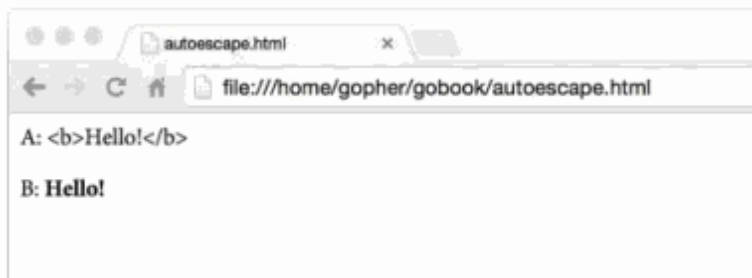 autoescape.html
file:///home/gopher/gobook/autoescape.html
A: <b>Hello!</b>
B: Hello!